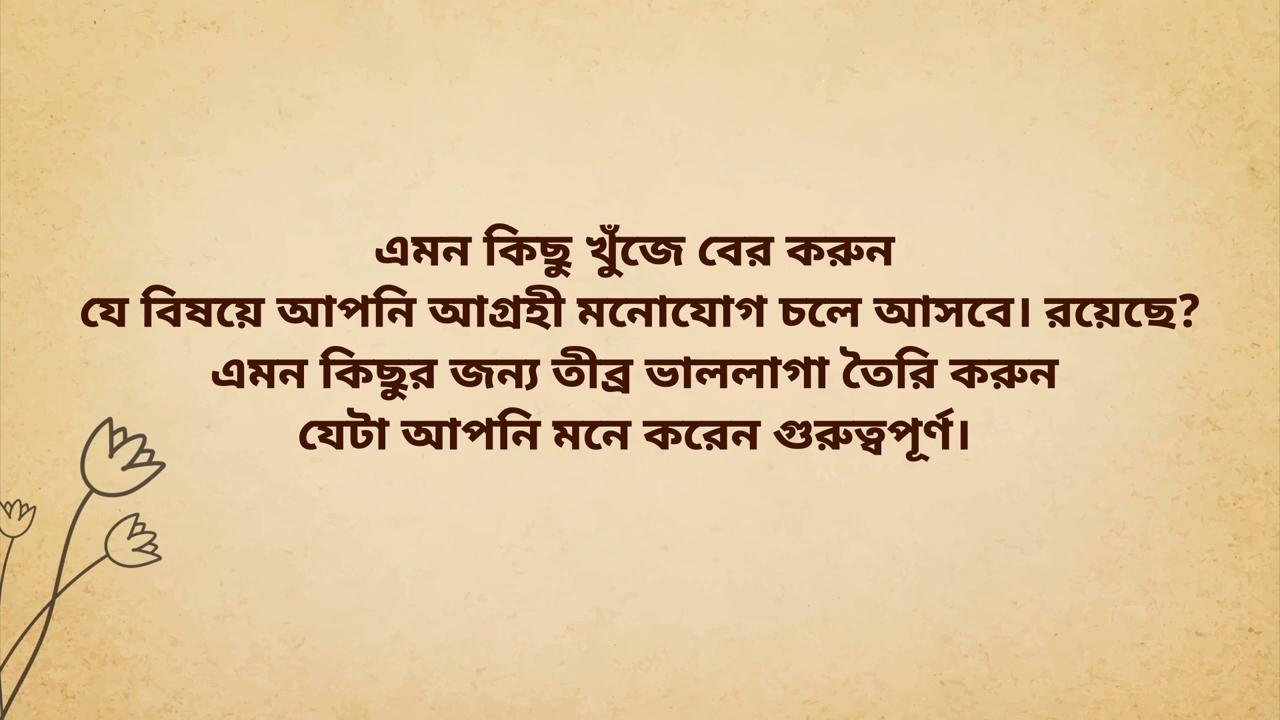 এমন কিছু খুঁজে বের করুন
যে বিষয়ে আপনি আগ্রহী মনোযোগ চলে আসবে। রয়েছে?
এমন কিছুর জন্য তীব্র ভাললাগা তৈরি করুন
যেটা আপনি মনে করেন গুরুত্বপূর্ণ।